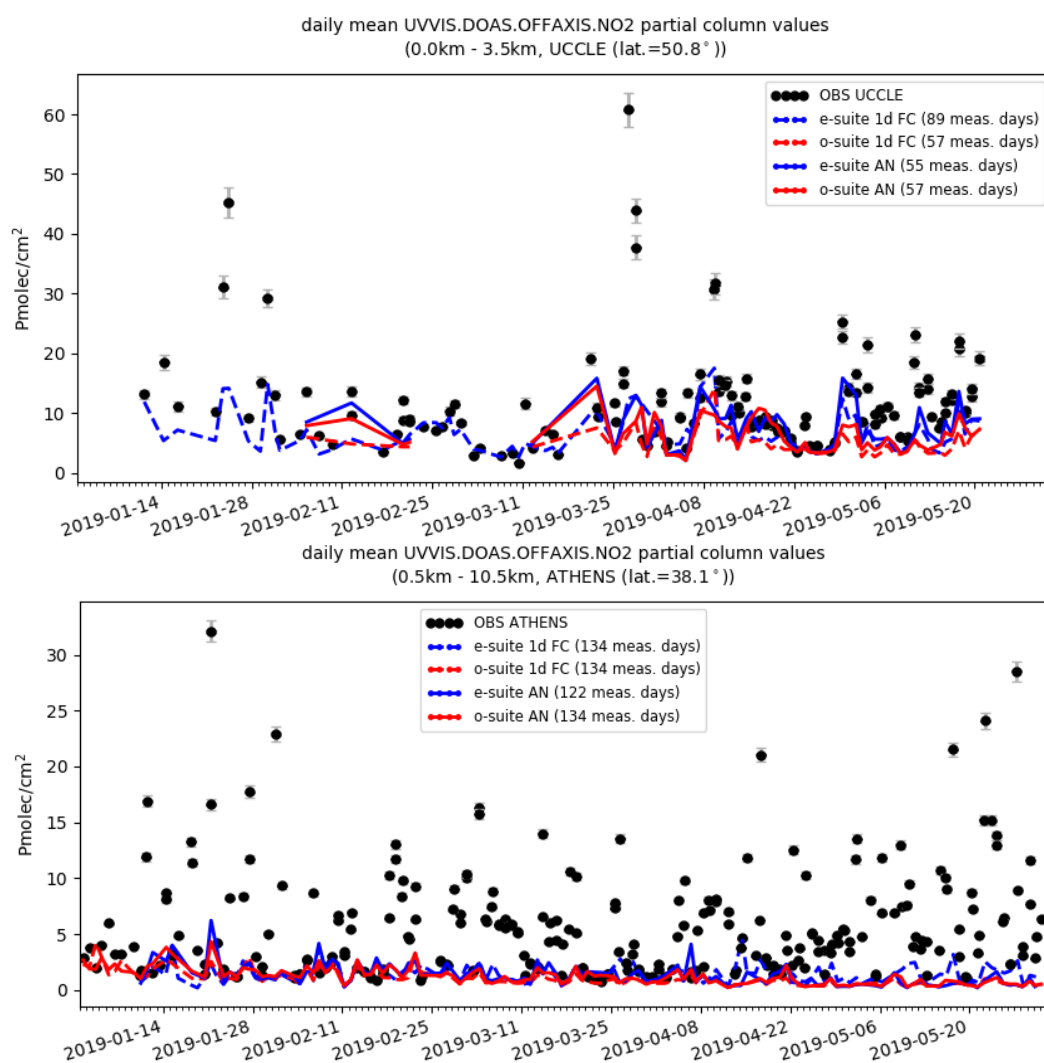 daily mean UVVIS.DOAS.OFFAXIS.NO2 partial column values
(0.0km - 3.5km, UCCLE (lat.=50.8°))
OBS UCCLE
e-suite 1d FC (89 meas. days)
o-suite 1d FC (57 meas. days)
e-suite AN (55 meas. days)
o-suite AN (57 meas. days)
Pmolec/cm²
60
50
40
30
20
10
0
2019-01-14
2019-01-28
2019-02-11
2019-02-25
2019-03-11
2019-03-25
2019-04-08
2019-04-22
2019-05-06
2019-05-20
daily mean UVVIS.DOAS.OFFAXIS.NO2 partial column values
(0.5km - 10.5km, ATHENS (lat.=38.1°))
OBS ATHENS
e-suite 1d FC (134 meas. days)
o-suite 1d FC (134 meas. days)
e-suite AN (122 meas. days)
o-suite AN (134 meas. days)
Pmolec/cm²
30
25
20
15
10
5
0
2019-01-14
2019-01-28
2019-02-11
2019-02-25
2019-03-11
2019-03-25
2019-04-08
2019-04-22
2019-05-06
2019-05-20